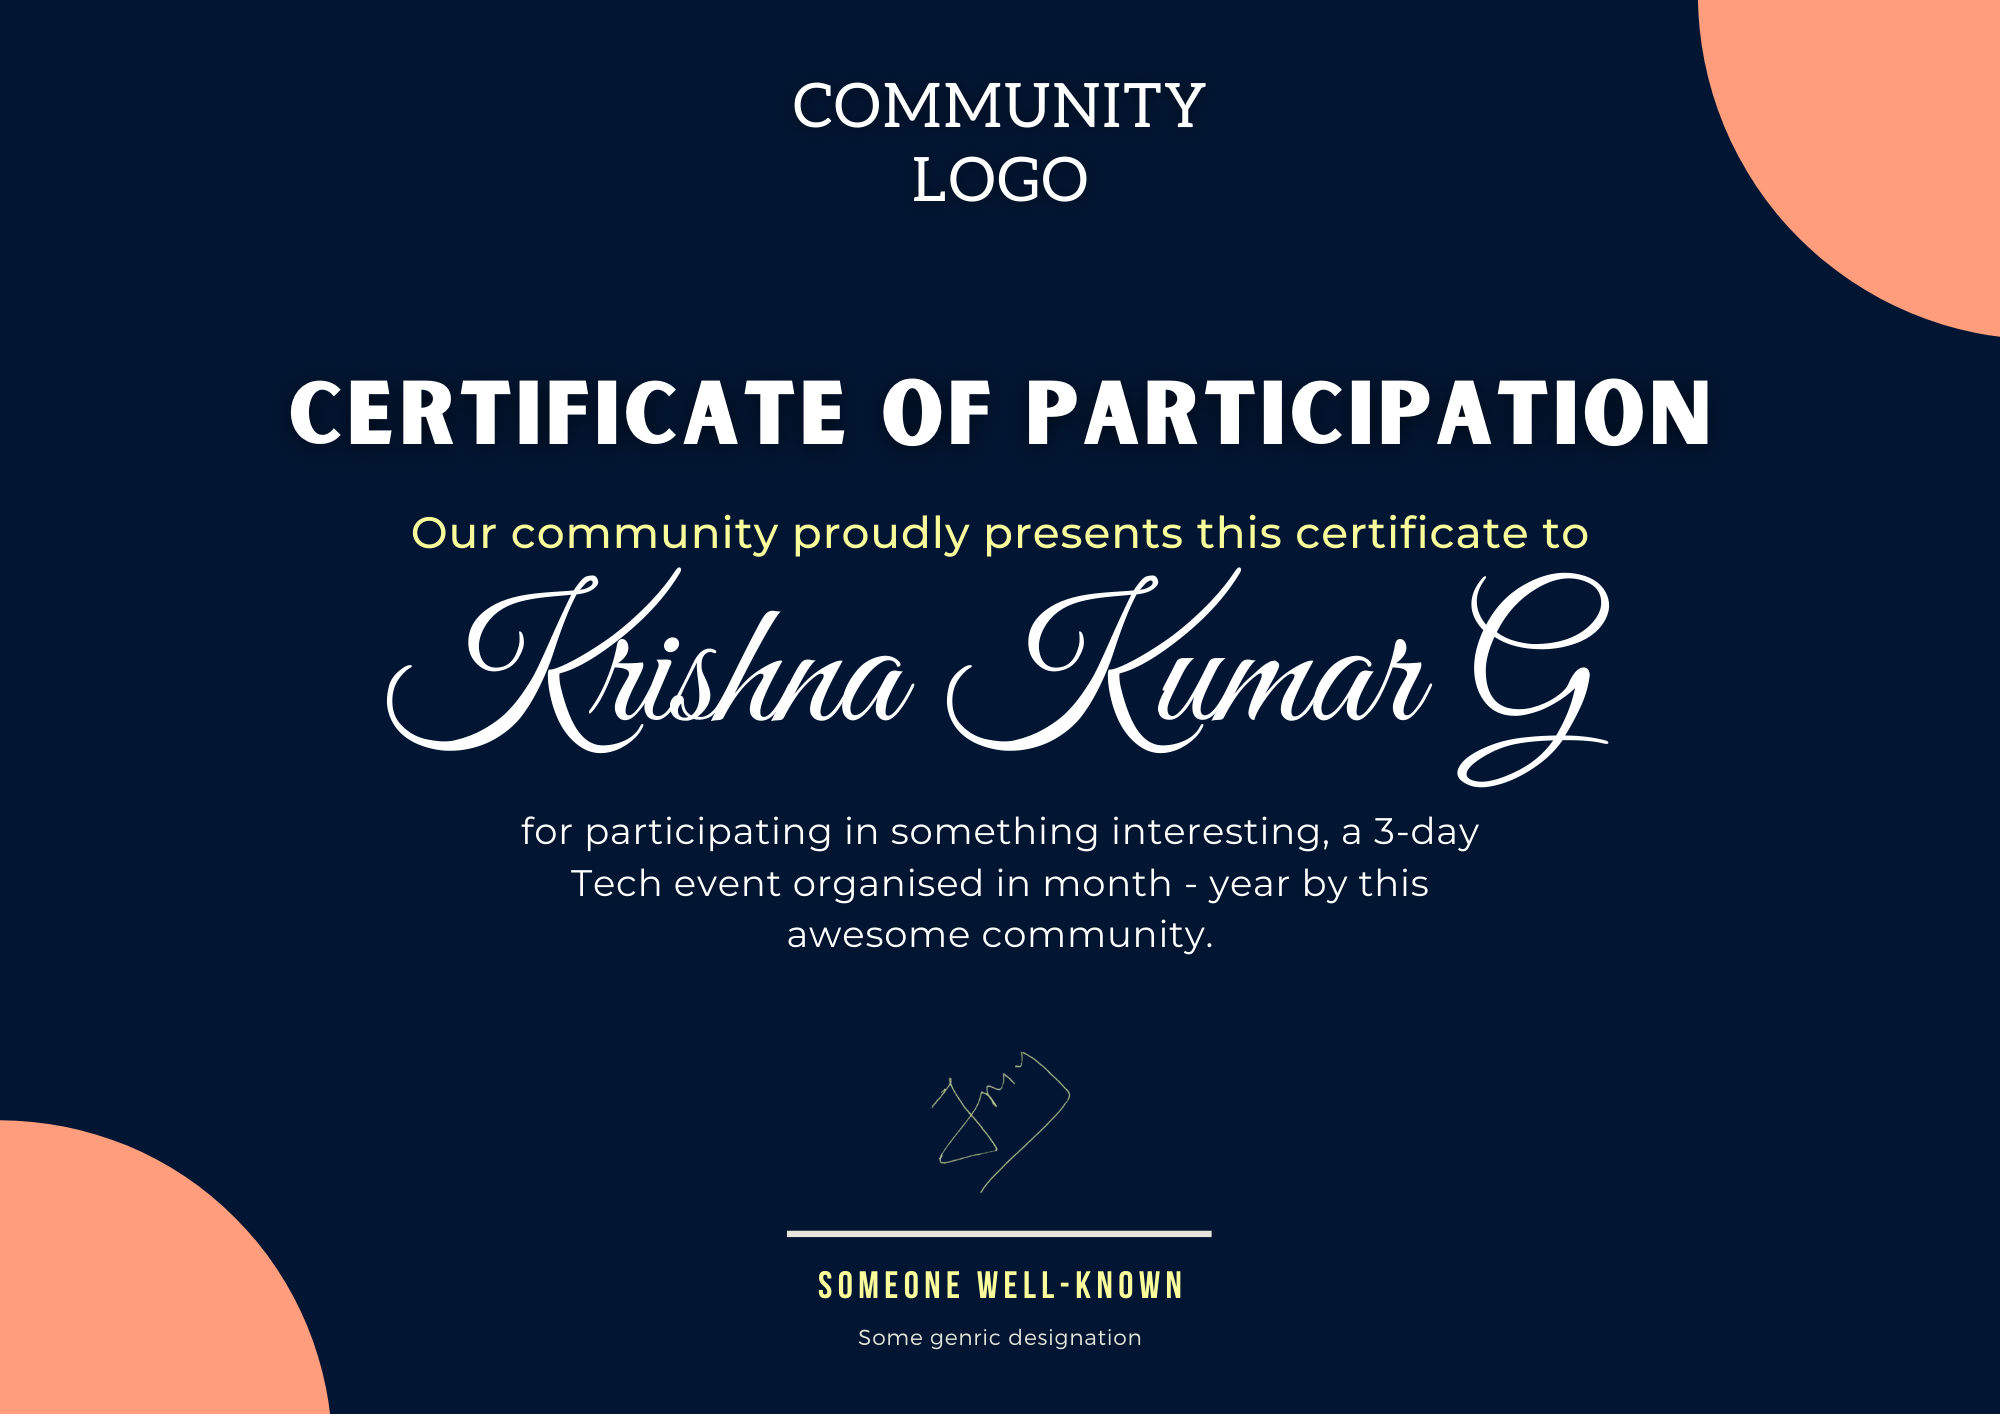 COMMUNITY
LOGO
CERTIFICATE OF PARTICIPATION
Our community proudly presents this certificate to
Krishna Kumar G
for participating in something interesting, a 3-day
Tech event organised in month - year by this
awesome community.
SOMEONE WELL-KNOWN
Some genric designation